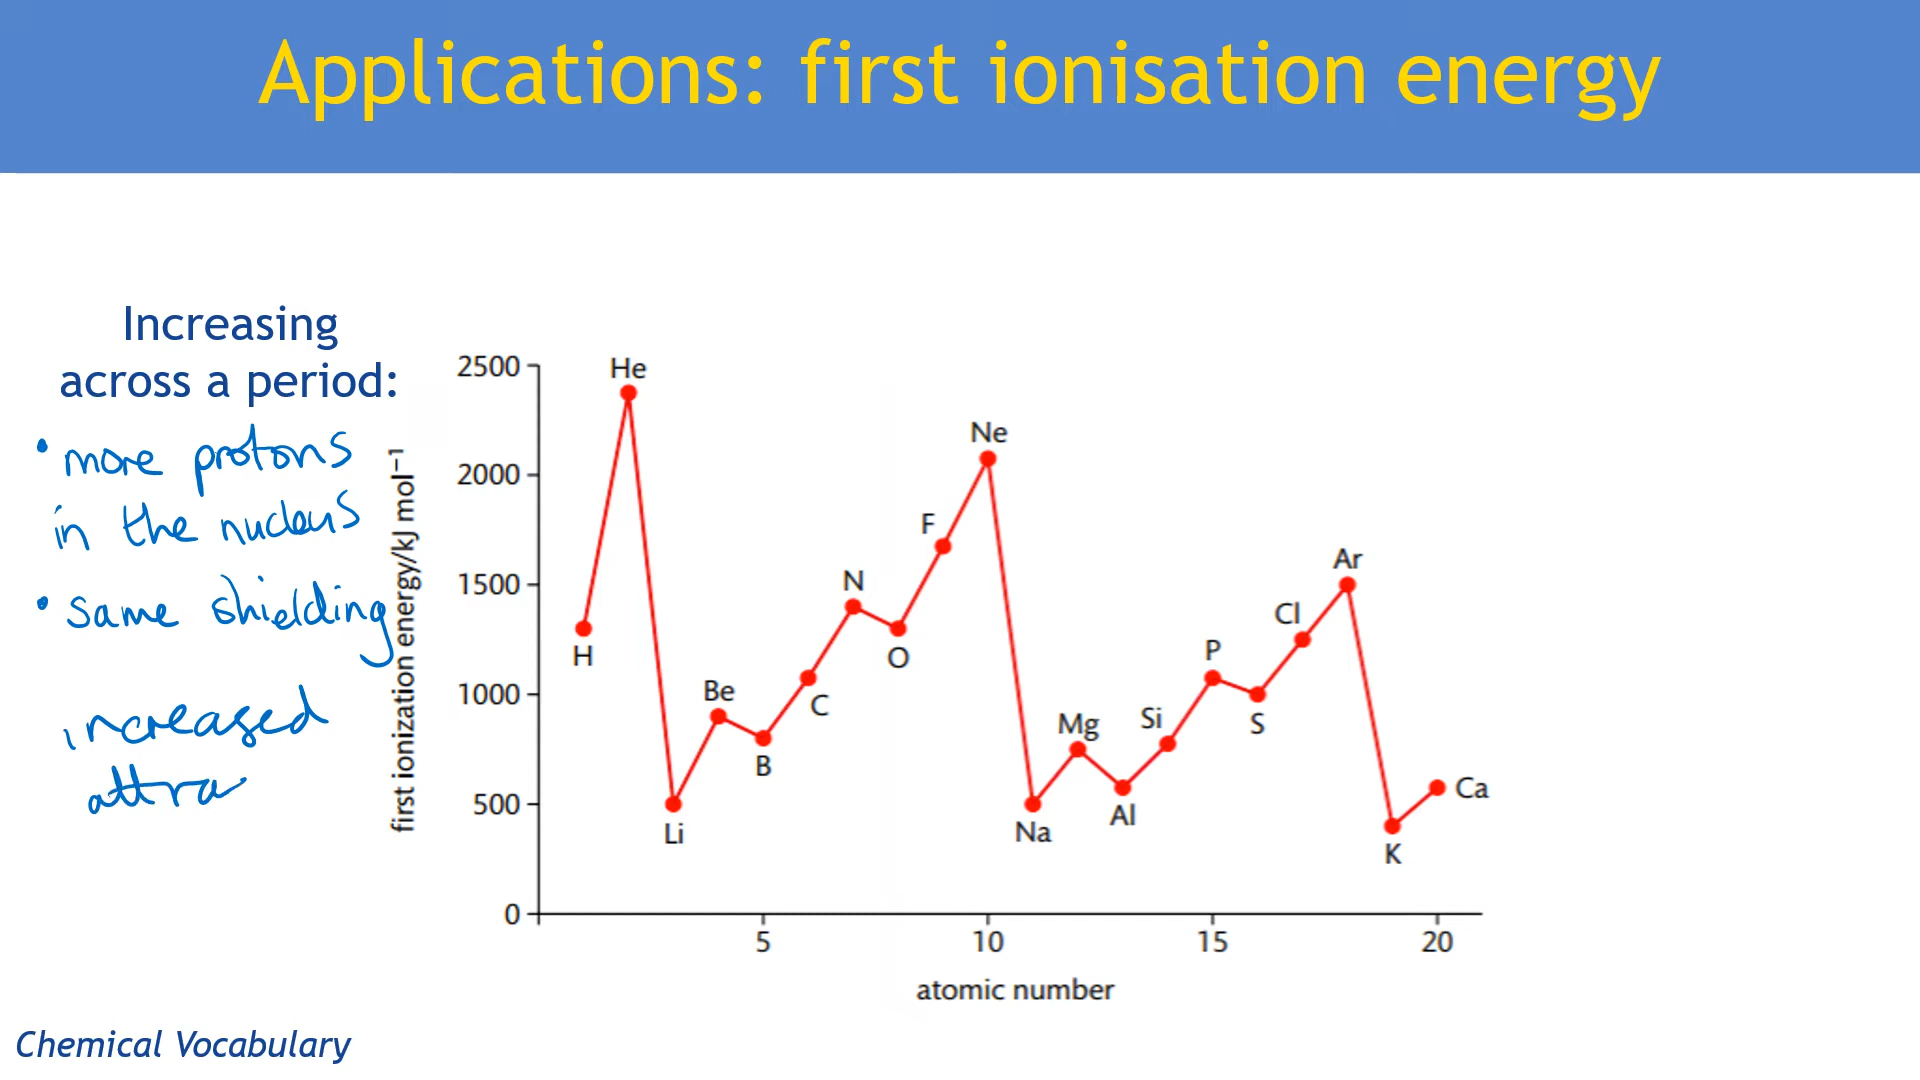 Applications: first ionisation energy
Increasing
across a period:
• more protons
in the nucleus
• same shielding
increased
attra
first ionization energy/kJ mol⁻¹
2500
2000
1500
1000
500
0
H
He
Li
Be
B
C
N
O
F
Ne
Na
Mg
Al
Si
P
S
Cl
Ar
K
Ca
5
10
15
20
atomic number
Chemical Vocabulary